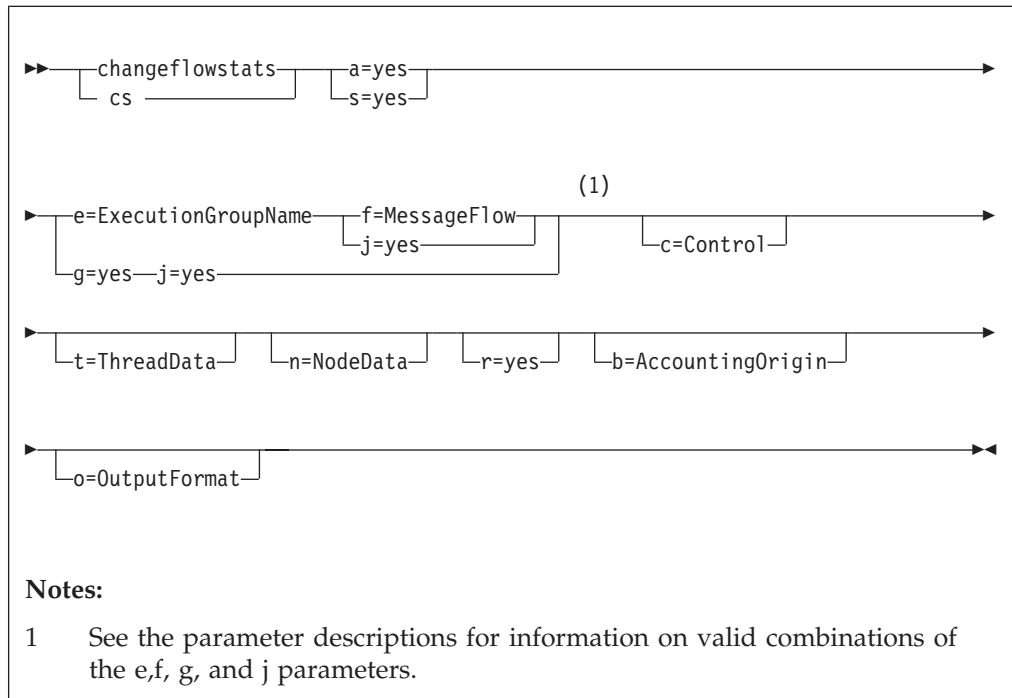 changeflowstats a=yes
cs s=yes
(1)
e=ExecutionGroupName f=MessageFlow
j=yes c=Control
g=yes j=yes
t=ThreadData n=NodeData r=yes b=AccountingOrigin
o=OutputFormat
Notes:
1 See the parameter descriptions for information on valid combinations of
the e,f, g, and j parameters.